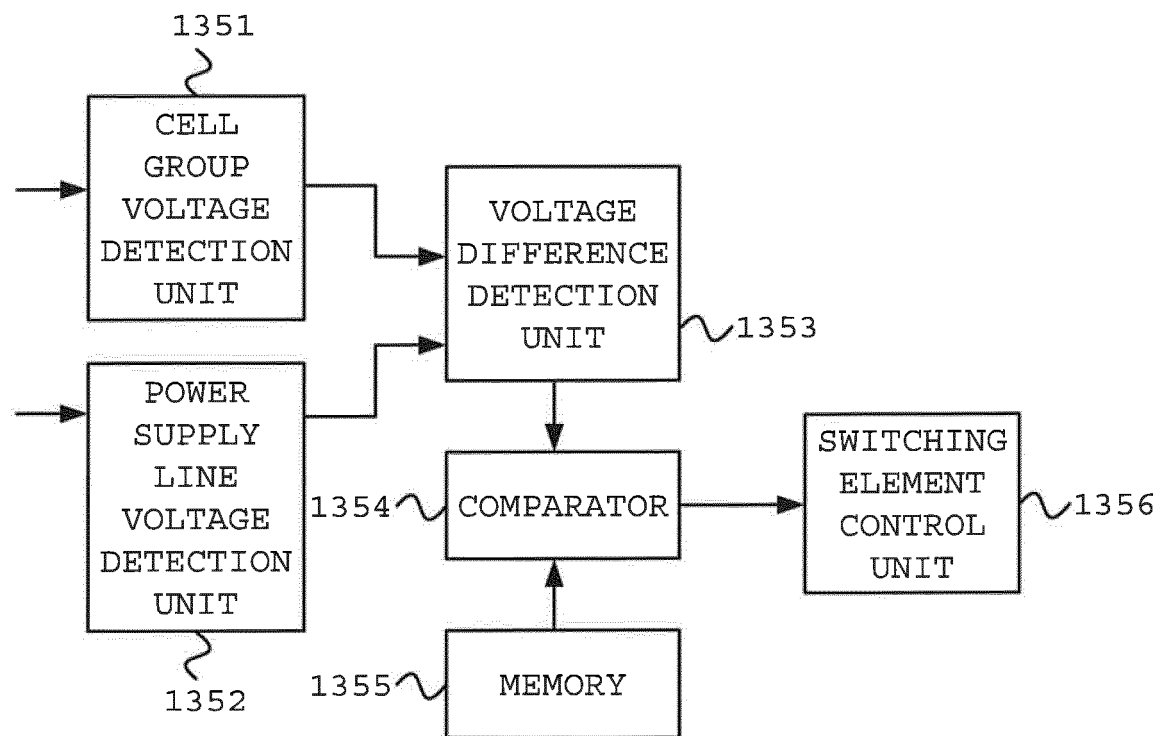 1351
CELL
GROUP
VOLTAGE
DETECTION
UNIT
VOLTAGE
DIFFERENCE
DETECTION
UNIT
1353
POWER
SUPPLY
LINE
VOLTAGE
DETECTION
UNIT
1352
1354
COMPARATOR
SWITCHING
ELEMENT
CONTROL
UNIT
1356
1355
MEMORY